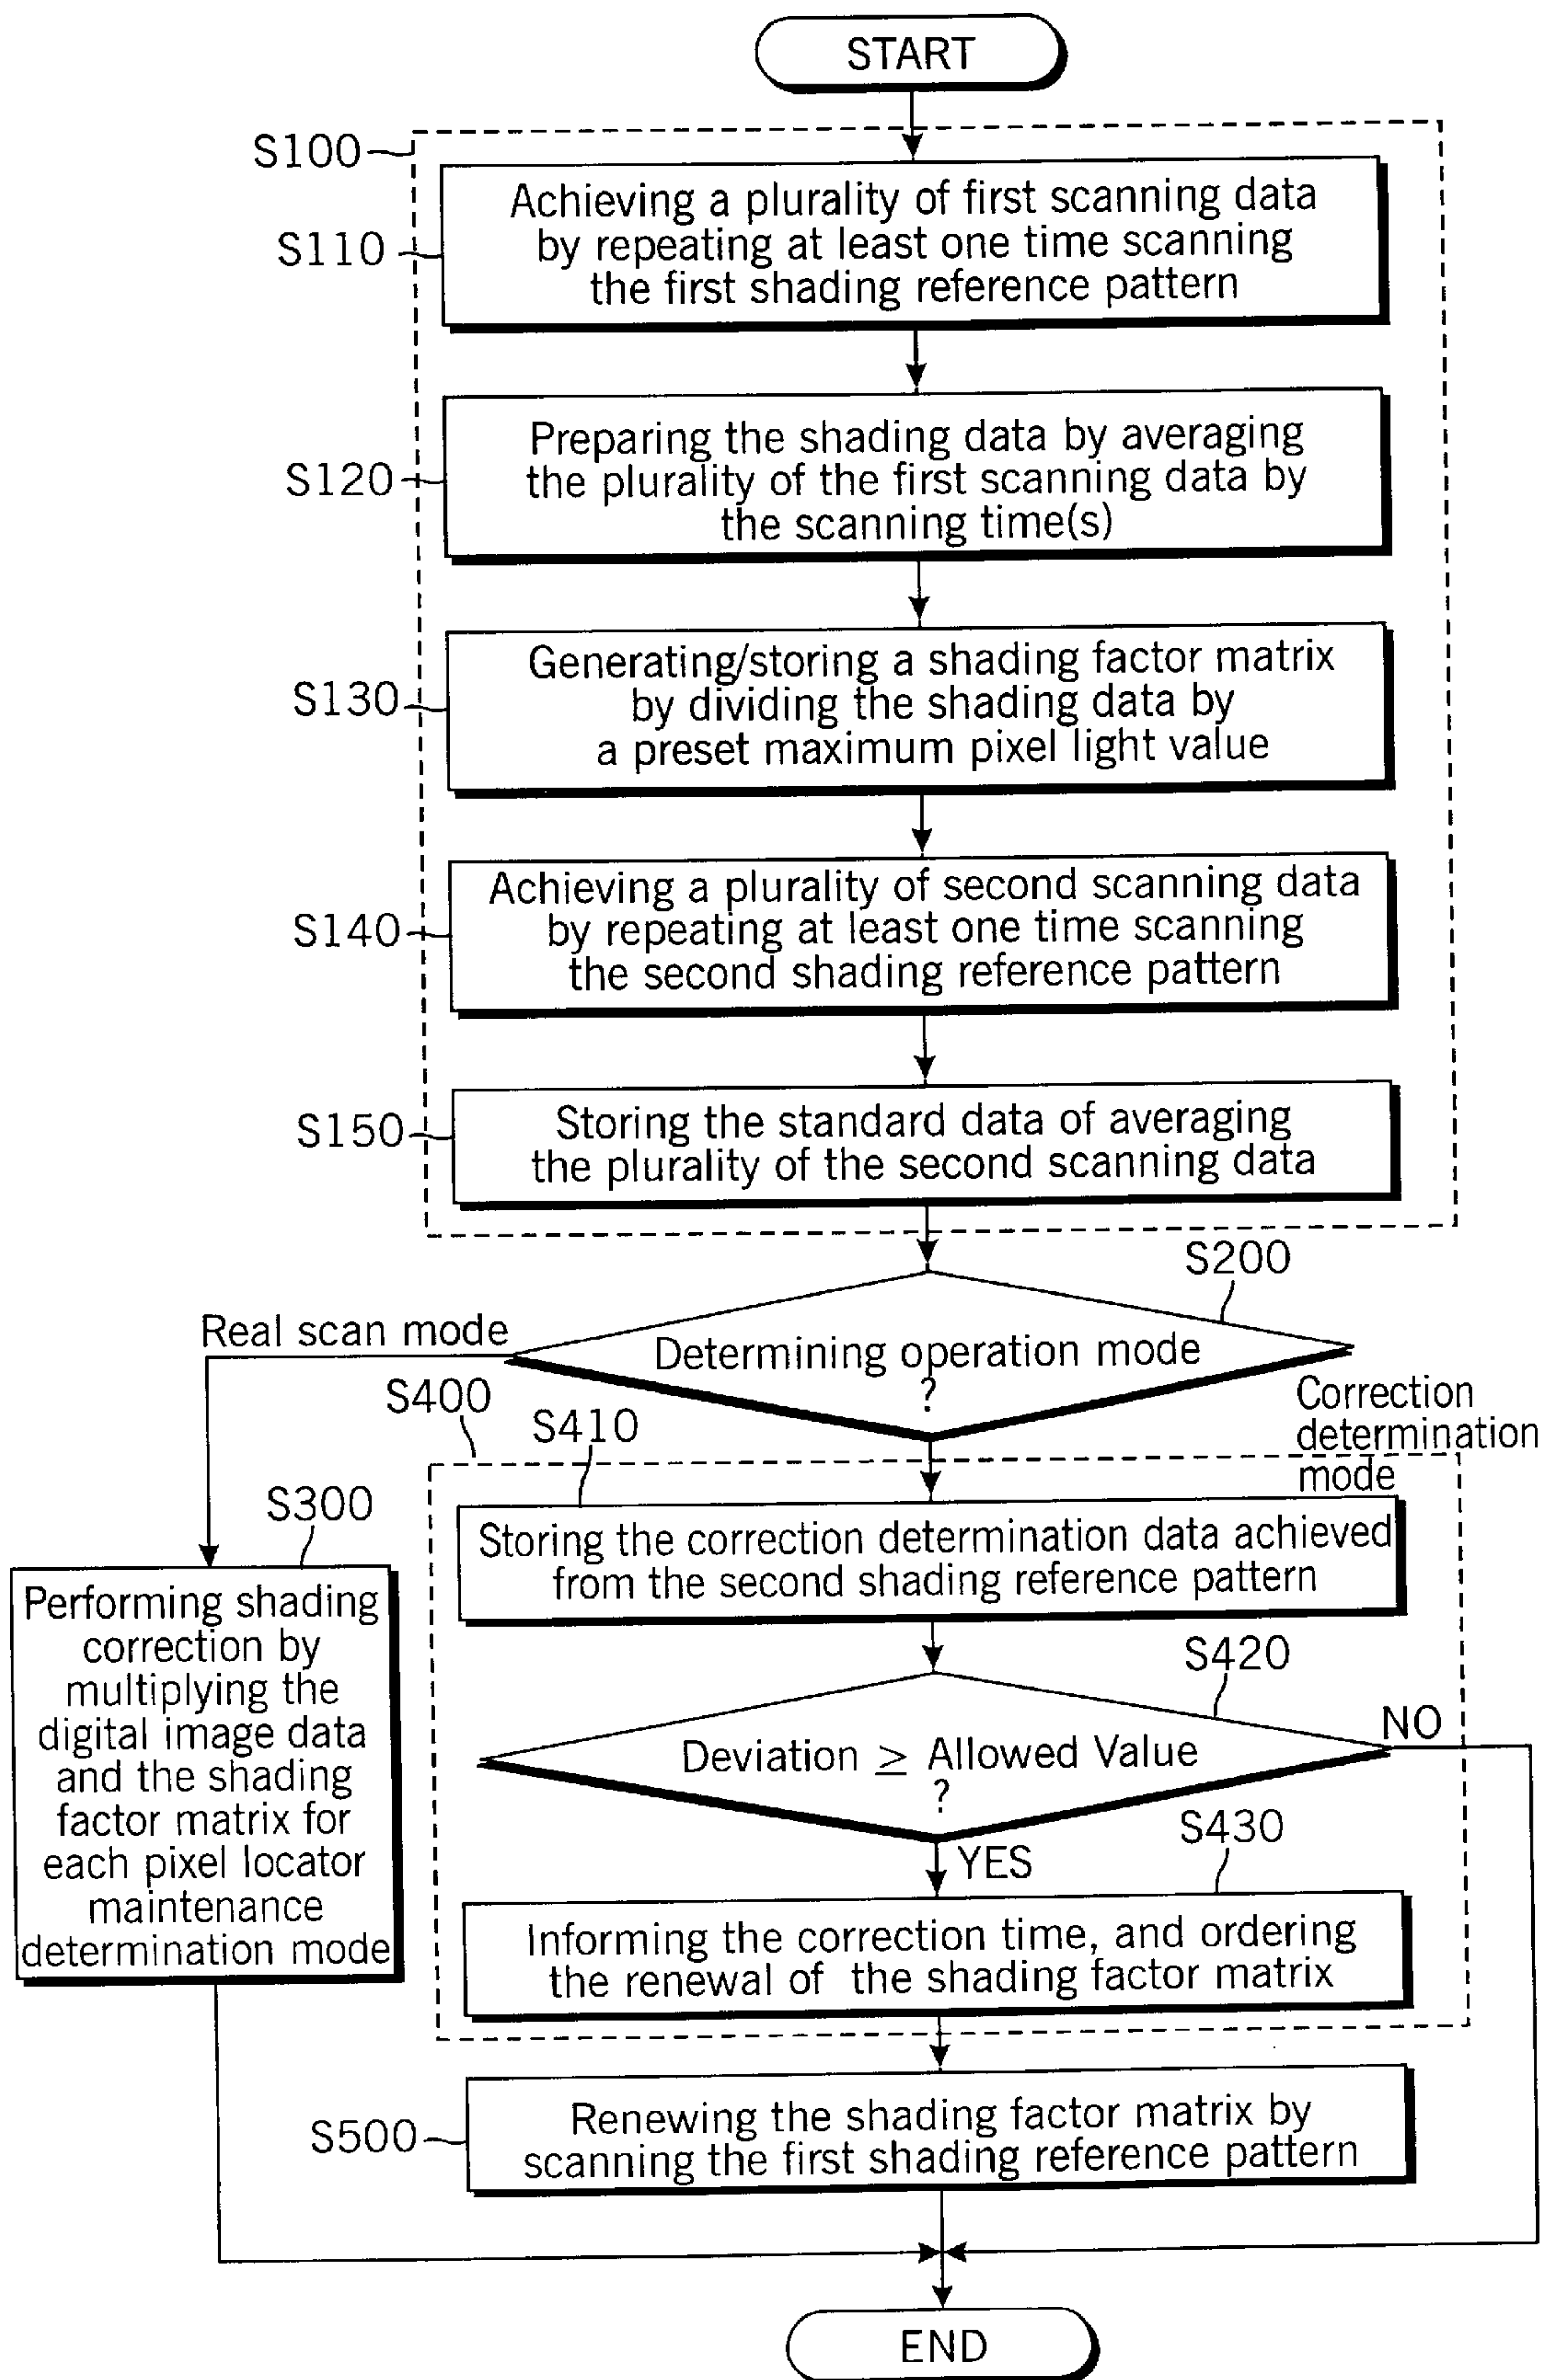 START
S100
S110
Achieving a plurality of first scanning data
by repeating at least one time scanning
the first shading reference pattern
S120
Preparing the shading data by averaging
the plurality of the first scanning data by
the scanning time(s)
S130
Generating/storing a shading factor matrix
by dividing the shading data by
a preset maximum pixel light value
S140
Achieving a plurality of second scanning data
by repeating at least one time scanning
the second shading reference pattern
S150
Storing the standard data of averaging
the plurality of the second scanning data
S200
Real scan mode
Determining operation mode
?
Correction
determination
mode
S400
S410
Storing the correction determination data achieved
from the second shading reference pattern
S300
Performing shading
correction by
multiplying the
digital image data
and the shading
factor matrix for
each pixel locator
maintenance
determination mode
S420
Deviation ≥ Allowed Value
?
NO
YES
S430
Informing the correction time, and ordering
the renewal of the shading factor matrix
S500
Renewing the shading factor matrix by
scanning the first shading reference pattern
END